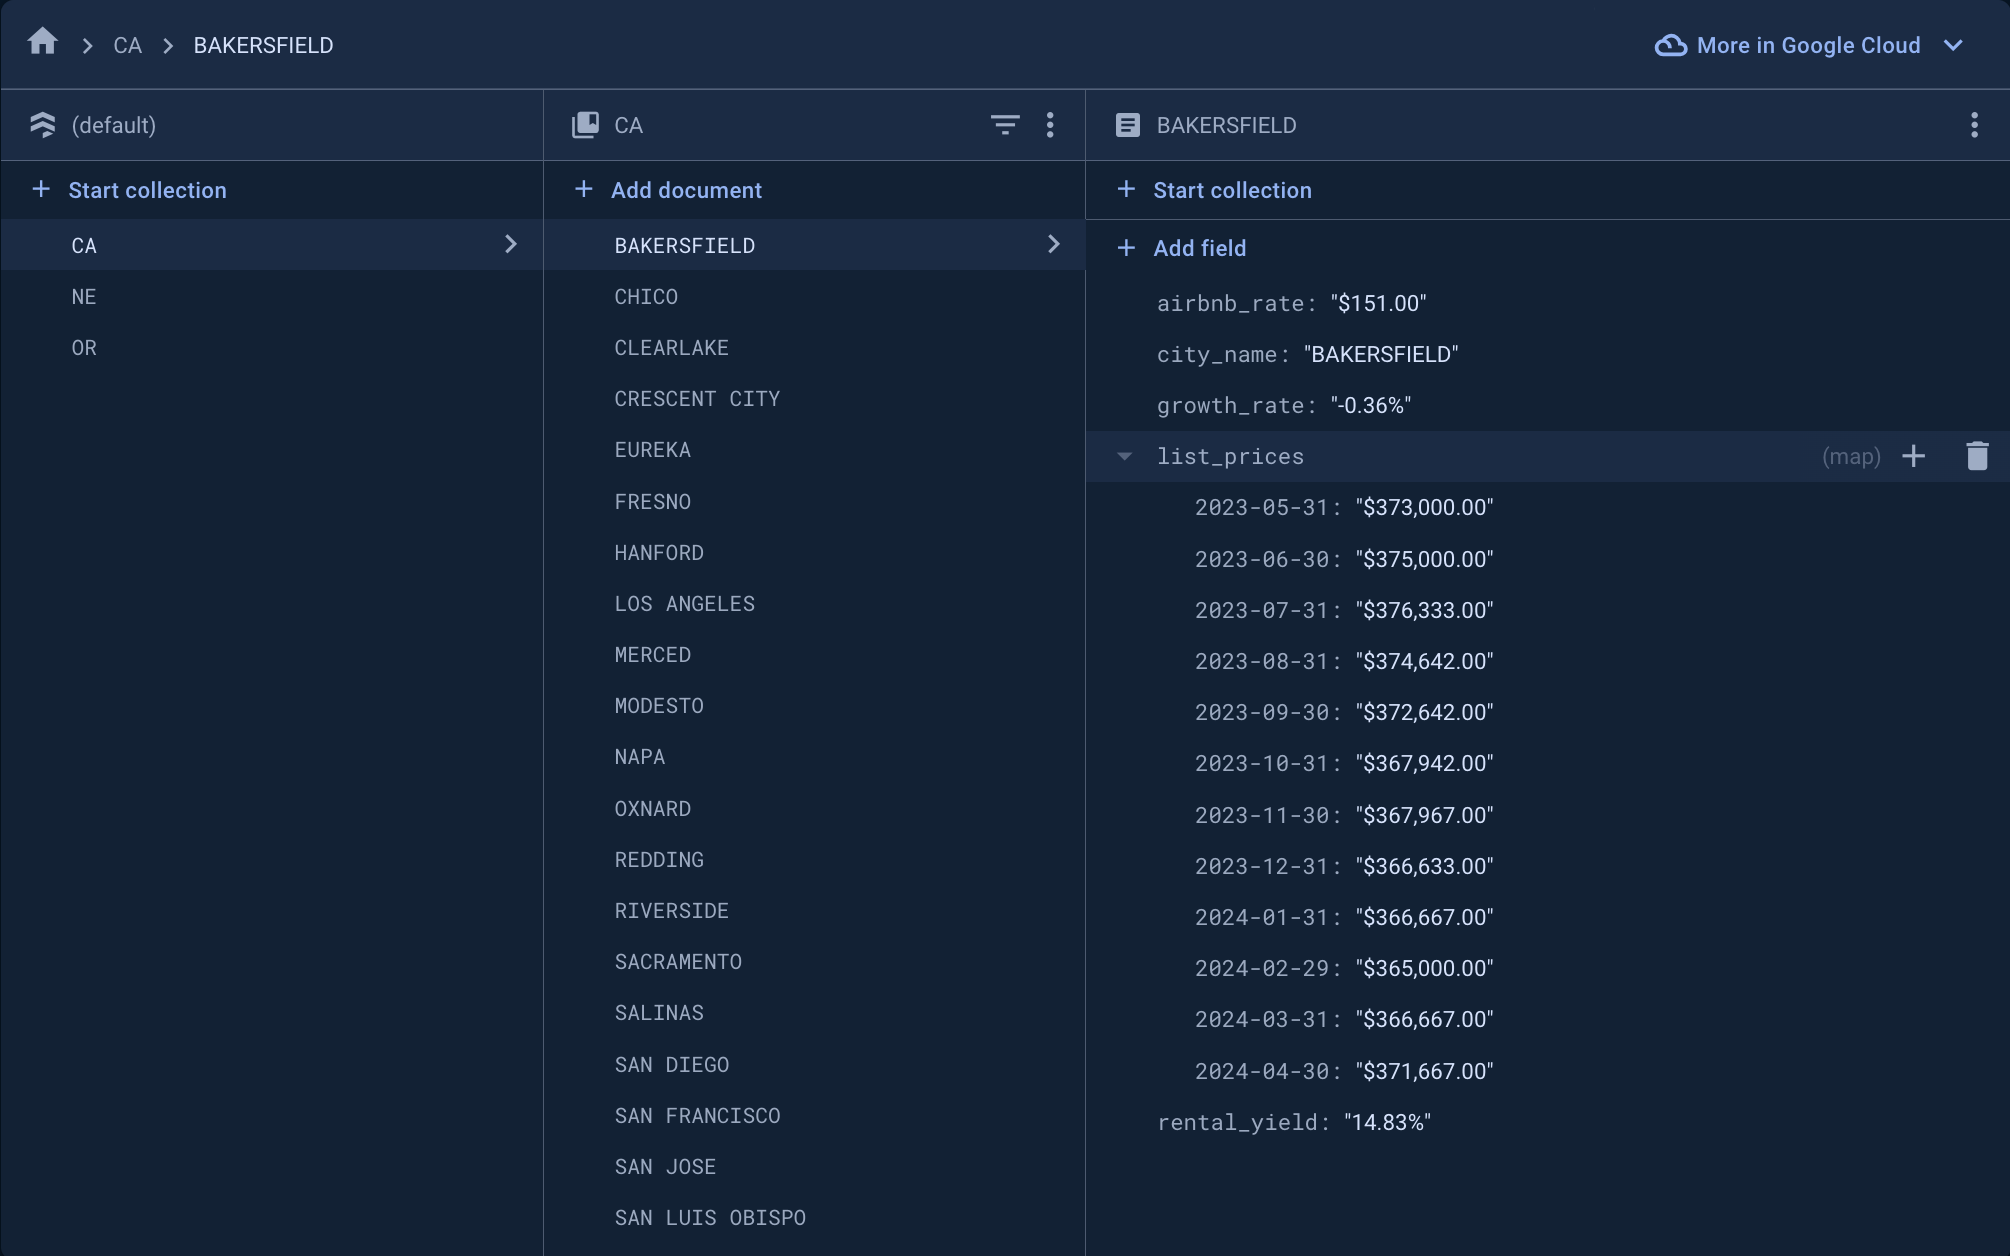 CA
BAKERSFIELD
More in Google Cloud
(default)
CA
BAKERSFIELD
+ Start collection
+ Add document
+ Start collection
CA
NE
OR
BAKERSFIELD
CHICO
CLEARLAKE
CRESCENT CITY
EUREKA
FRESNO
HANFORD
LOS ANGELES
MERCED
MODESTO
NAPA
OXNARD
REDDING
RIVERSIDE
SACRAMENTO
SALINAS
SAN DIEGO
SAN FRANCISCO
SAN JOSE
SAN LUIS OBISPO
+ Add field
airbnb_rate: "$151.00"
city_name: "BAKERSFIELD"
growth_rate: "-0.36%"
list_prices (map)
2023-05-31: "$373,000.00"
2023-06-30: "$375,000.00"
2023-07-31: "$376,333.00"
2023-08-31: "$374,642.00"
2023-09-30: "$372,642.00"
2023-10-31: "$367,942.00"
2023-11-30: "$367,967.00"
2023-12-31: "$366,633.00"
2024-01-31: "$366,667.00"
2024-02-29: "$365,000.00"
2024-03-31: "$366,667.00"
2024-04-30: "$371,667.00"
rental_yield: "14.83%"